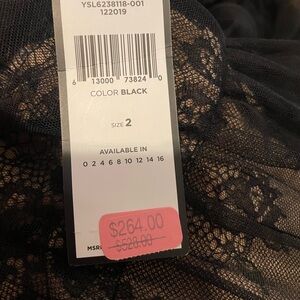 YSL6238118-001
122019
6 13000 73824 0
COLOR BLACK
SIZE 2
AVAILABLE IN
0 2 4 6 8 10 12 14 16
$264.00
MSR
$528.00